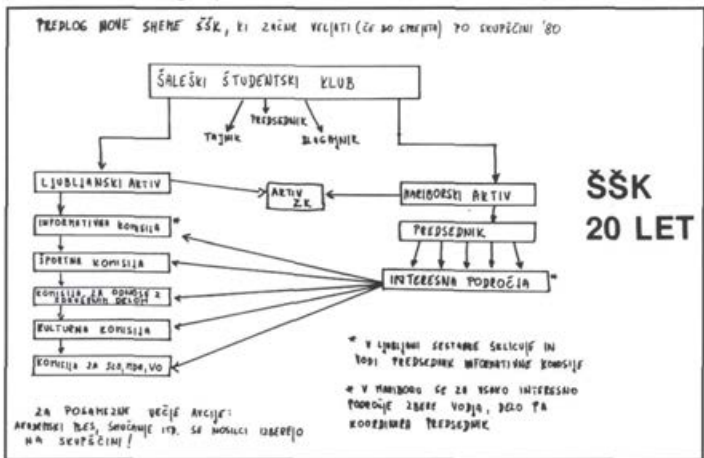 PREDLOG NOVE SHEME ŠŠK, KI ZAČNE VELJATI (ČE BO SPREJETA) PO SKUPŠČINI '80
ŠALEŠKI ŠTUDENTSKI KLUB
PREDSEDNIK
TAJNIK
BLAGAJNIK
LJUBLJANSKI AKTIV
AKTIV
ZK
MARIBORSKI AKTIV
INFORMATIVNA KOMISIJA *
PREDSEDNIK
ŠPORTNA KOMISIJA
INTERESNA PODROČJA *
KOMISIJA ZA ODNOSE Z
DELOM
KULTURNA KOMISIJA
KOMISIJA ZA SLO, MDA, VO
ŠŠK
20 LET
* V LJUBLJANI SESTANKE SKLICUJE IN
VODI PREDSEDNIK INFORMATIVNE KOMISIJE
* V MARIBORU SE ZA VSAKO INTERESNO
PODROČJE IZBERE VODJA, DELO PA
KOORDINIRA PREDSEDNIK
ZA POSAMEZNE VEČJE AKCIJE:
AKADEMSKI PLES, SMUČANJE ITD. SE NOSILCI IZBEREJO
NA SKUPŠČINI!